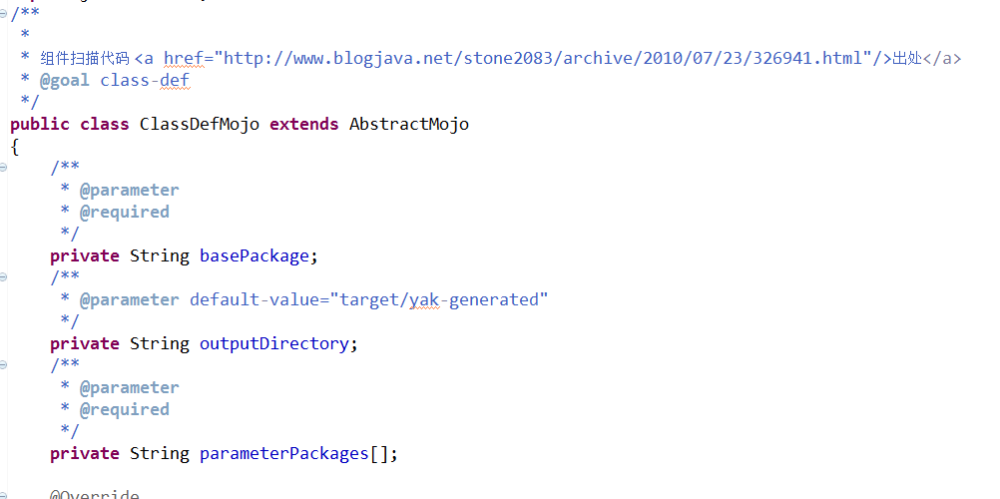 /**
 *
 * 组件扫描代码<a href="http://www.blogjava.net/stone2083/archive/2010/07/23/326941.html"/>出处</a>
 * @goal class-def
 */
public class ClassDefMojo extends AbstractMojo
{
    /**
     * @parameter
     * @required
     */
    private String basePackage;
    /**
     * @parameter default-value="target/yak-generated"
     */
    private String outputDirectory;
    /**
     * @parameter
     * @required
     */
    private String parameterPackages[];
    @Override